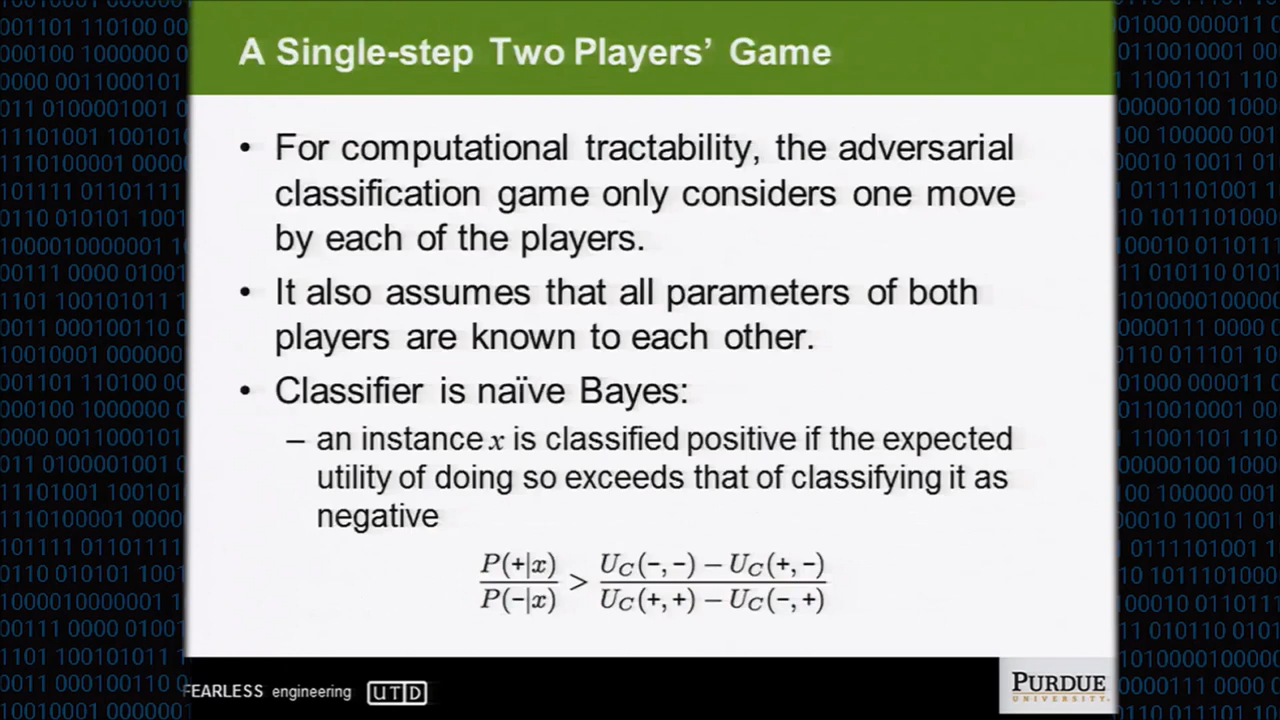 A Single-step Two Players’ Game
• For computational tractability, the adversarial
classification game only considers one move
by each of the players.
• It also assumes that all parameters of both
players are known to each other.
• Classifier is naïve Bayes:
– an instance x is classified positive if the expected
utility of doing so exceeds that of classifying it as
negative
P(+|x) / P(−|x) > (U_C(−,−) − U_C(+,−)) / (U_C(+,+) − U_C(−,+))
FEARLESS engineering UTD
PURDUE
UNIVERSITY